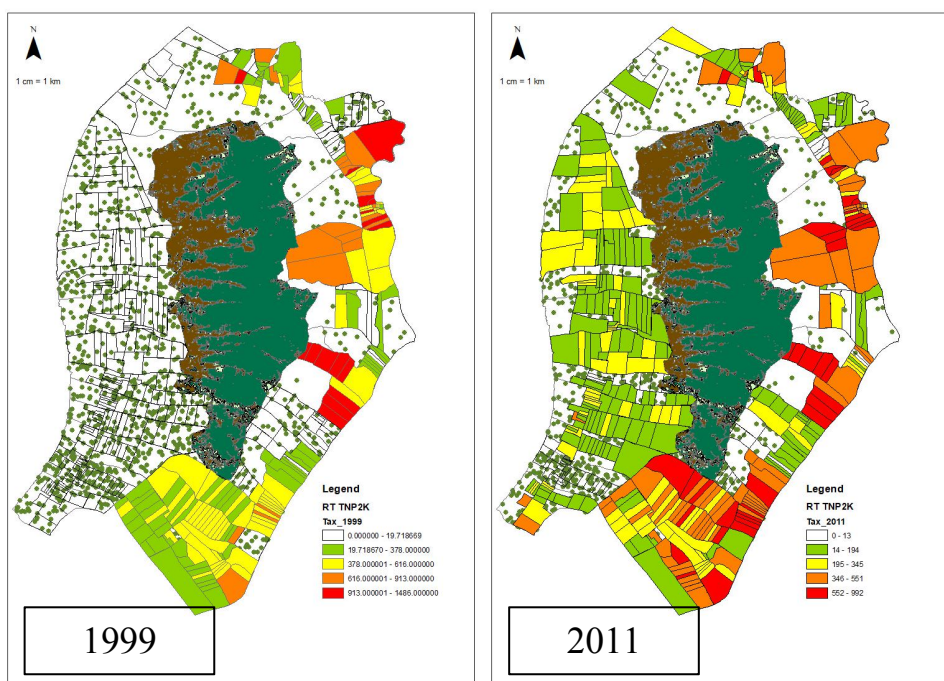 N
1 cm = 1 km
Legend
RT TNP2K
Tax_1999
0.000000 - 19.718669
19.718670 - 378.000000
378.000001 - 616.000000
616.000001 - 913.000000
913.000001 - 1486.000000
1999
N
1 cm = 1 km
Legend
RT TNP2K
Tax_2011
0 - 13
14 - 194
195 - 345
346 - 551
552 - 992
2011